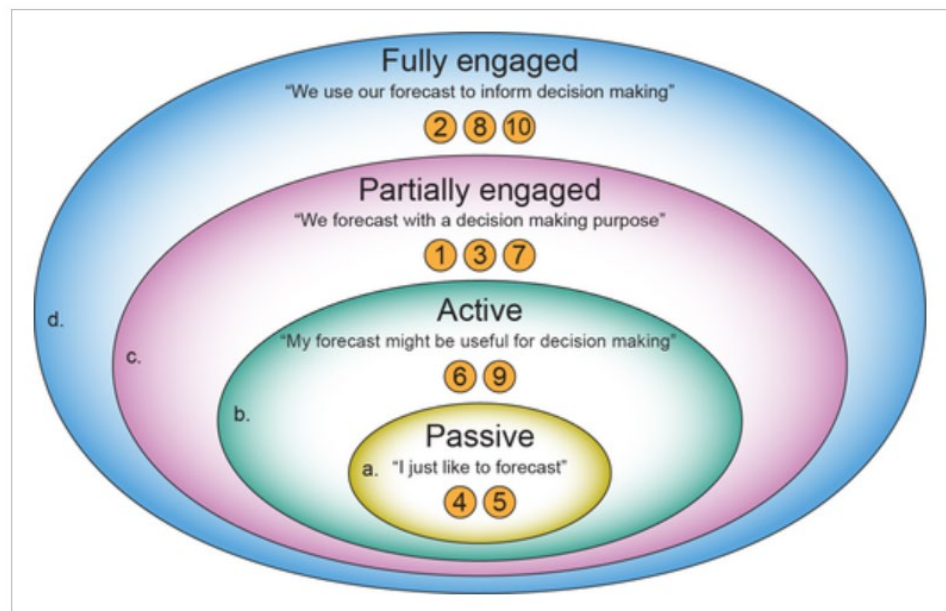 Fully engaged
“We use our forecast to inform decision making”
2 8 10
Partially engaged
“We forecast with a decision making purpose”
1 3 7
d.
Active
c.
“My forecast might be useful for decision making”
6 9
b.
Passive
a. “I just like to forecast”
4 5